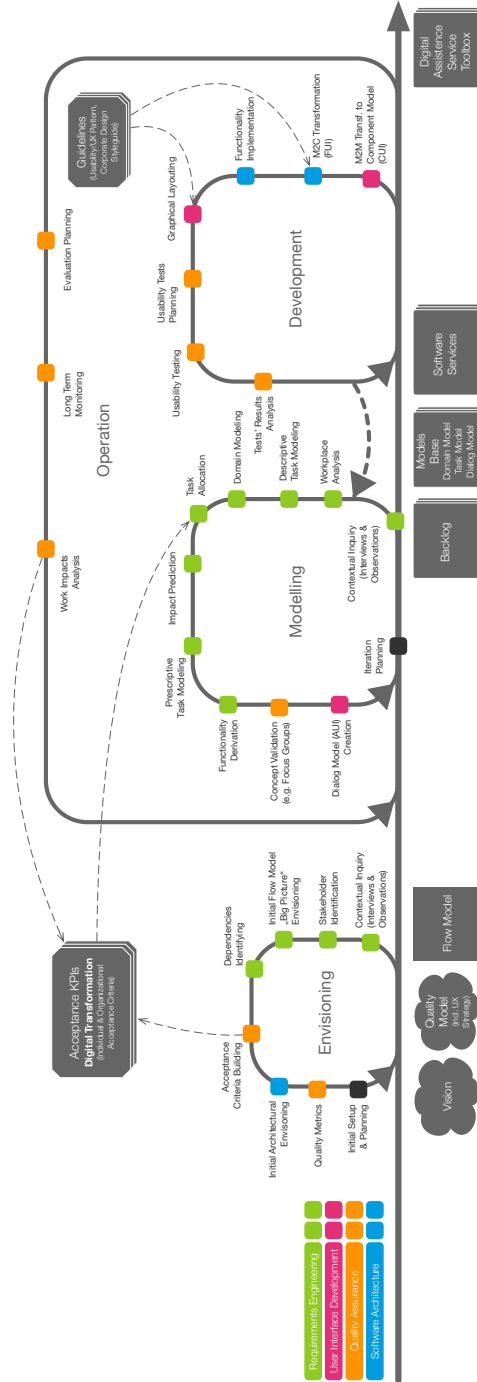 Requirements Engineering
User Interface Development
Quality Assurance
Software Architecture
Acceptance KPIs
Digital Transformation
(Individual & Organizational
Acceptance Criteria)
Envisioning
Initial Setup
& Planning
Quality Metrics
Initial Architectural
Envisoning
Acceptance
Criteria Building
Dependencies
Identifying
Initial Flow Model
„Big Picture“
Envisioning
Stakeholder
Identification
Contextual Inquiry
(Interviews &
Observations)
Vision
Quality
Model
(incl. UX
Strategy)
Flow Model
Operation
Work Impacts
Analysis
Long Term
Monitoring
Evaluation Planning
Modelling
Iteration
Planning
Dialog Model (AUI)
Creation
Concept Validation
(e.g. Focus Groups)
Functionality
Derivation
Prescriptive
Task Modeling
Impact Prediction
Task
Allocation
Domain Modeling
Descriptive
Task Modeling
Workplace
Analysis
Contextual Inquiry
(Interviews &
Observations)
Backlog
Models
Base
Domain Model
Task Model
Dialog Model
Development
Tests' Results
Analysis
Usability Testing
Usability Tests
Planning
Graphical Layouting
Functionality
Implementation
M2C Transformation
(FUI)
M2M Transf. to
Component Model
(CUI)
Guidelines
(Usability/UX Pattern,
Corporate Design
Styleguide)
Software
Services
Digital
Assistence
Service
Toolbox